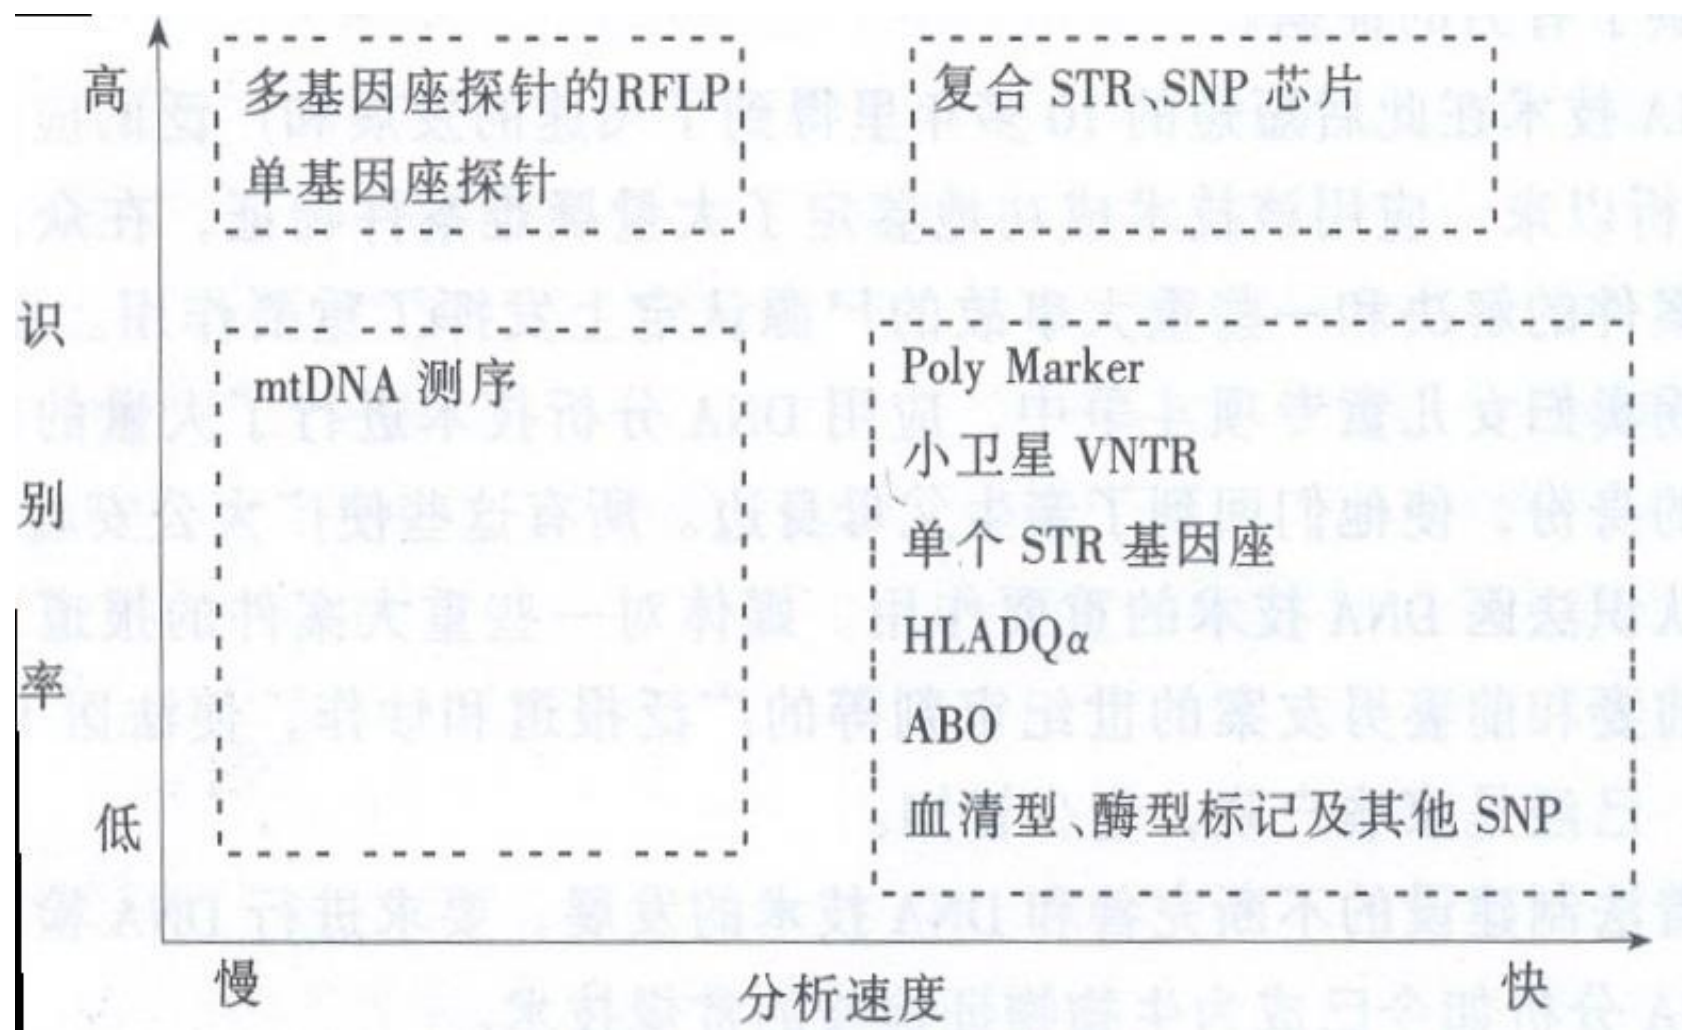 高
多基因座探针的RFLP
单基因座探针
复合 STR、SNP 芯片
识
别
率
mtDNA 测序
Poly Marker
小卫星 VNTR
单个 STR 基因座
HLADQα
ABO
血清型、酶型标记及其他 SNP
低
慢
分析速度
快